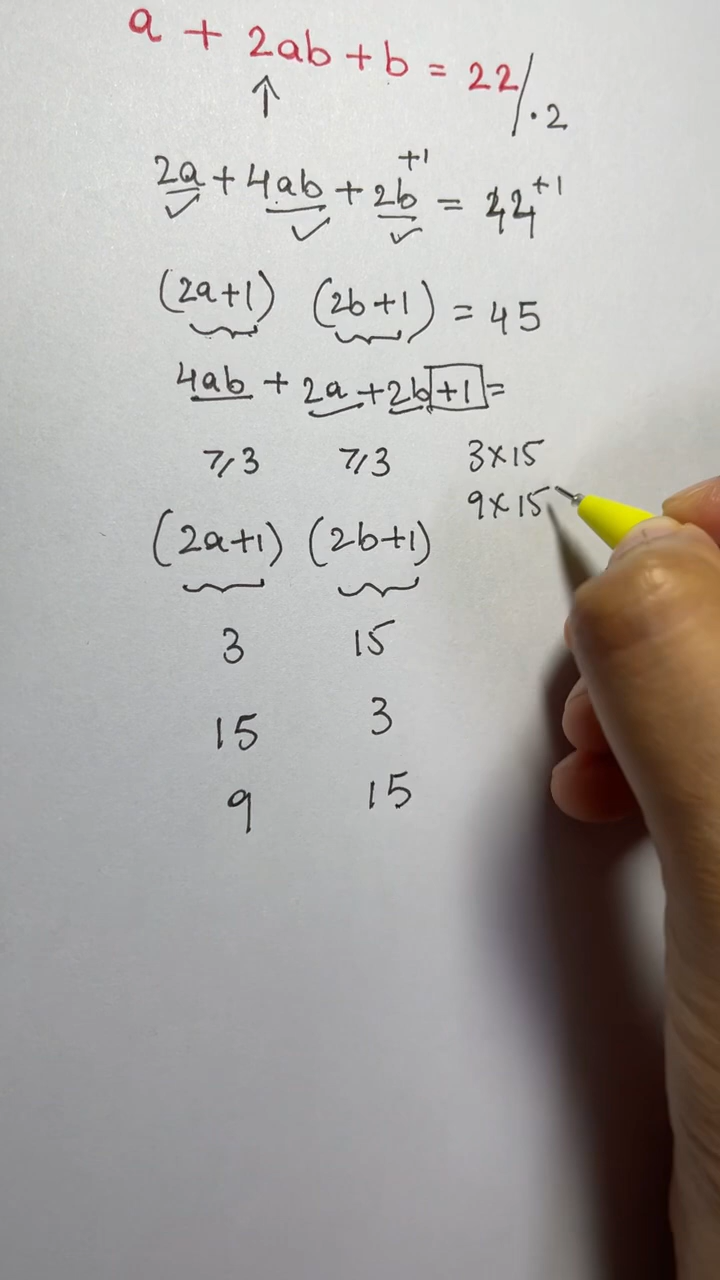 a + 2ab + b = 22 / · 2
↑
2a + 4ab + 2b +1 = 44 +1
(2a+1) (2b+1) = 45
4ab + 2a + 2b +1 =
⩾3 ⩾3 3×15
9×15
(2a+1) (2b+1)
3 15
15 3
9 15